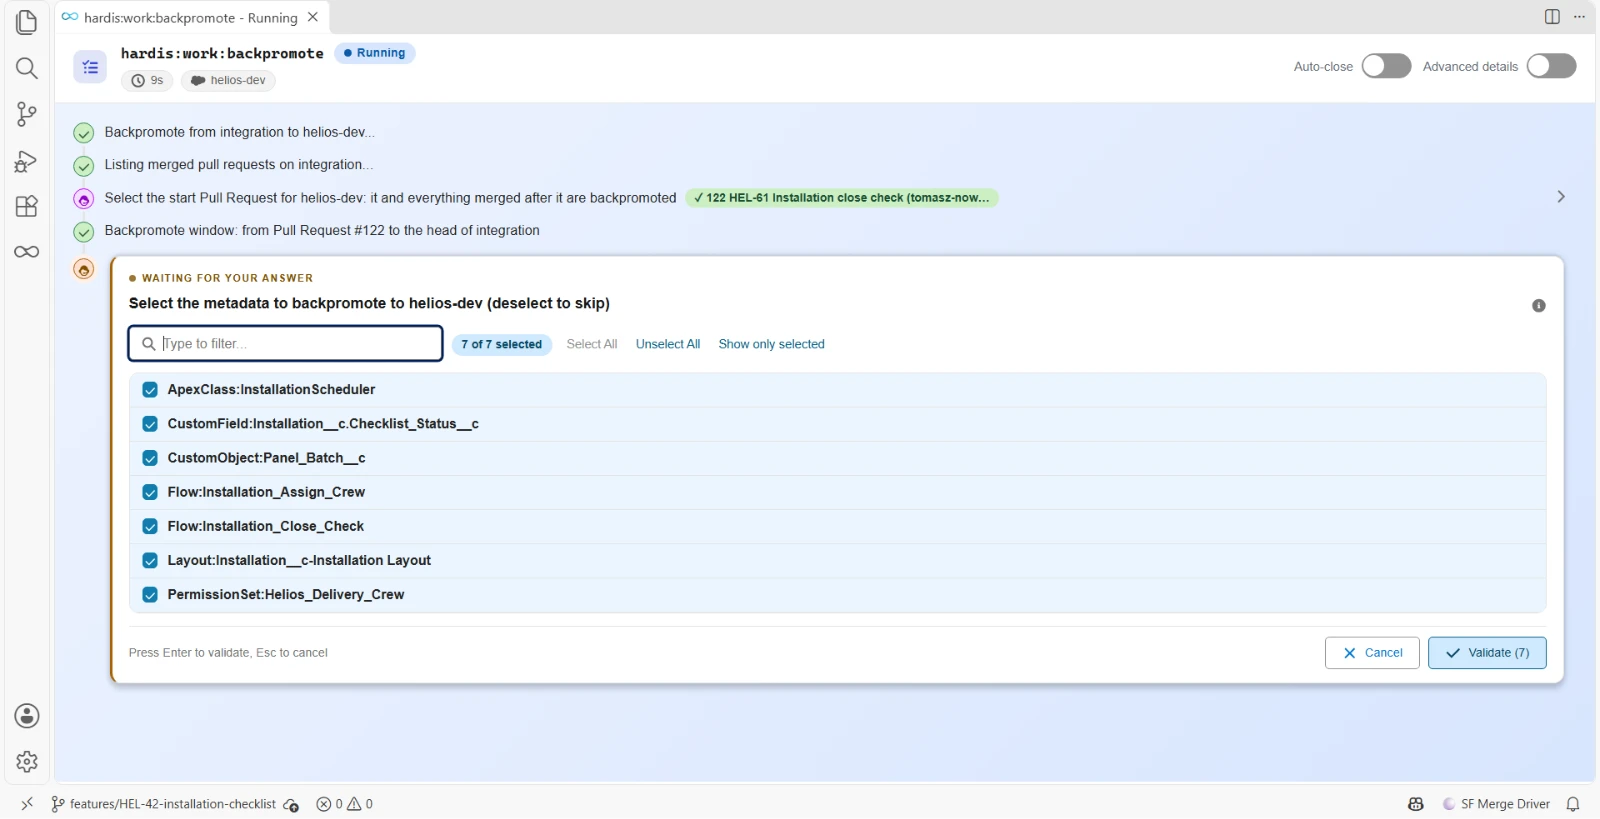 hardis:work:backpromote - Running
hardis:work:backpromote
Running
9s
helios-dev
Auto-close
Advanced details
Backpromote from integration to helios-dev...
Listing merged pull requests on integration...
Select the start Pull Request for helios-dev: it and everything merged after it are backpromoted
✓ 122 HEL-61 Installation close check (tomasz-now...
Backpromote window: from Pull Request #122 to the head of integration
WAITING FOR YOUR ANSWER
Select the metadata to backpromote to helios-dev (deselect to skip)
Type to filter...
7 of 7 selected
Select All
Unselect All
Show only selected
ApexClass:InstallationScheduler
CustomField:Installation__c.Checklist_Status__c
CustomObject:Panel_Batch__c
Flow:Installation_Assign_Crew
Flow:Installation_Close_Check
Layout:Installation__c-Installation Layout
PermissionSet:Helios_Delivery_Crew
Press Enter to validate, Esc to cancel
Cancel
Validate (7)
features/HEL-42-installation-checklist
0
0
SF Merge Driver